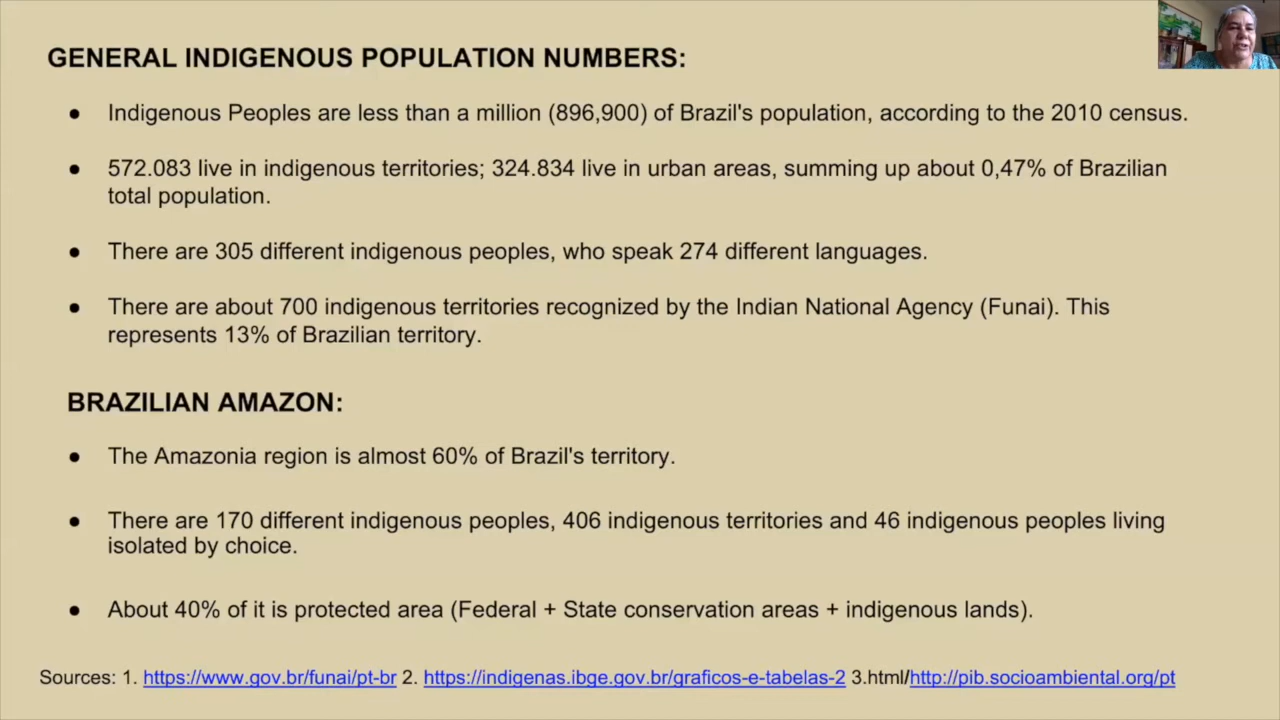 GENERAL INDIGENOUS POPULATION NUMBERS:
● Indigenous Peoples are less than a million (896,900) of Brazil's population, according to the 2010 census.
● 572.083 live in indigenous territories; 324.834 live in urban areas, summing up about 0,47% of Brazilian
total population.
● There are 305 different indigenous peoples, who speak 274 different languages.
● There are about 700 indigenous territories recognized by the Indian National Agency (Funai). This
represents 13% of Brazilian territory.
BRAZILIAN AMAZON:
● The Amazonia region is almost 60% of Brazil's territory.
● There are 170 different indigenous peoples, 406 indigenous territories and 46 indigenous peoples living
isolated by choice.
● About 40% of it is protected area (Federal + State conservation areas + indigenous lands).
Sources: 1. https://www.gov.br/funai/pt-br 2. https://indigenas.ibge.gov.br/graficos-e-tabelas-2 3.html/http://pib.socioambiental.org/pt